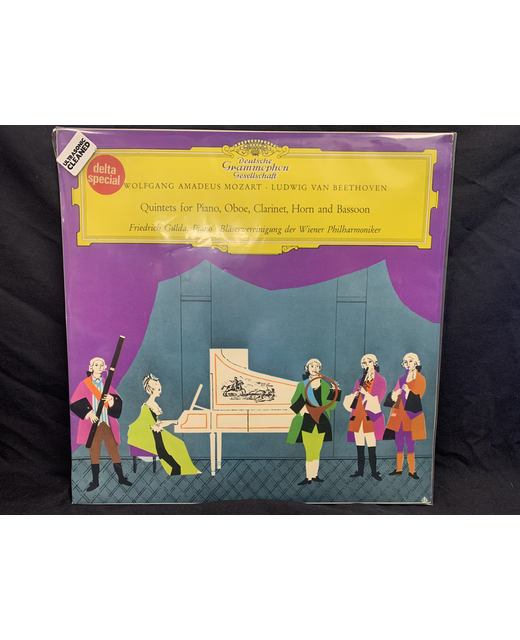 ULTRASONIC
CLEANED
delta
special
Deutsche
Grammophon
Gesellschaft
WOLFGANG AMADEUS MOZART · LUDWIG VAN BEETHOVEN
Quintets for Piano, Oboe, Clarinet, Horn and Bassoon
Friedrich Gulda, Piano · Bläservereinigung der Wiener Philharmoniker